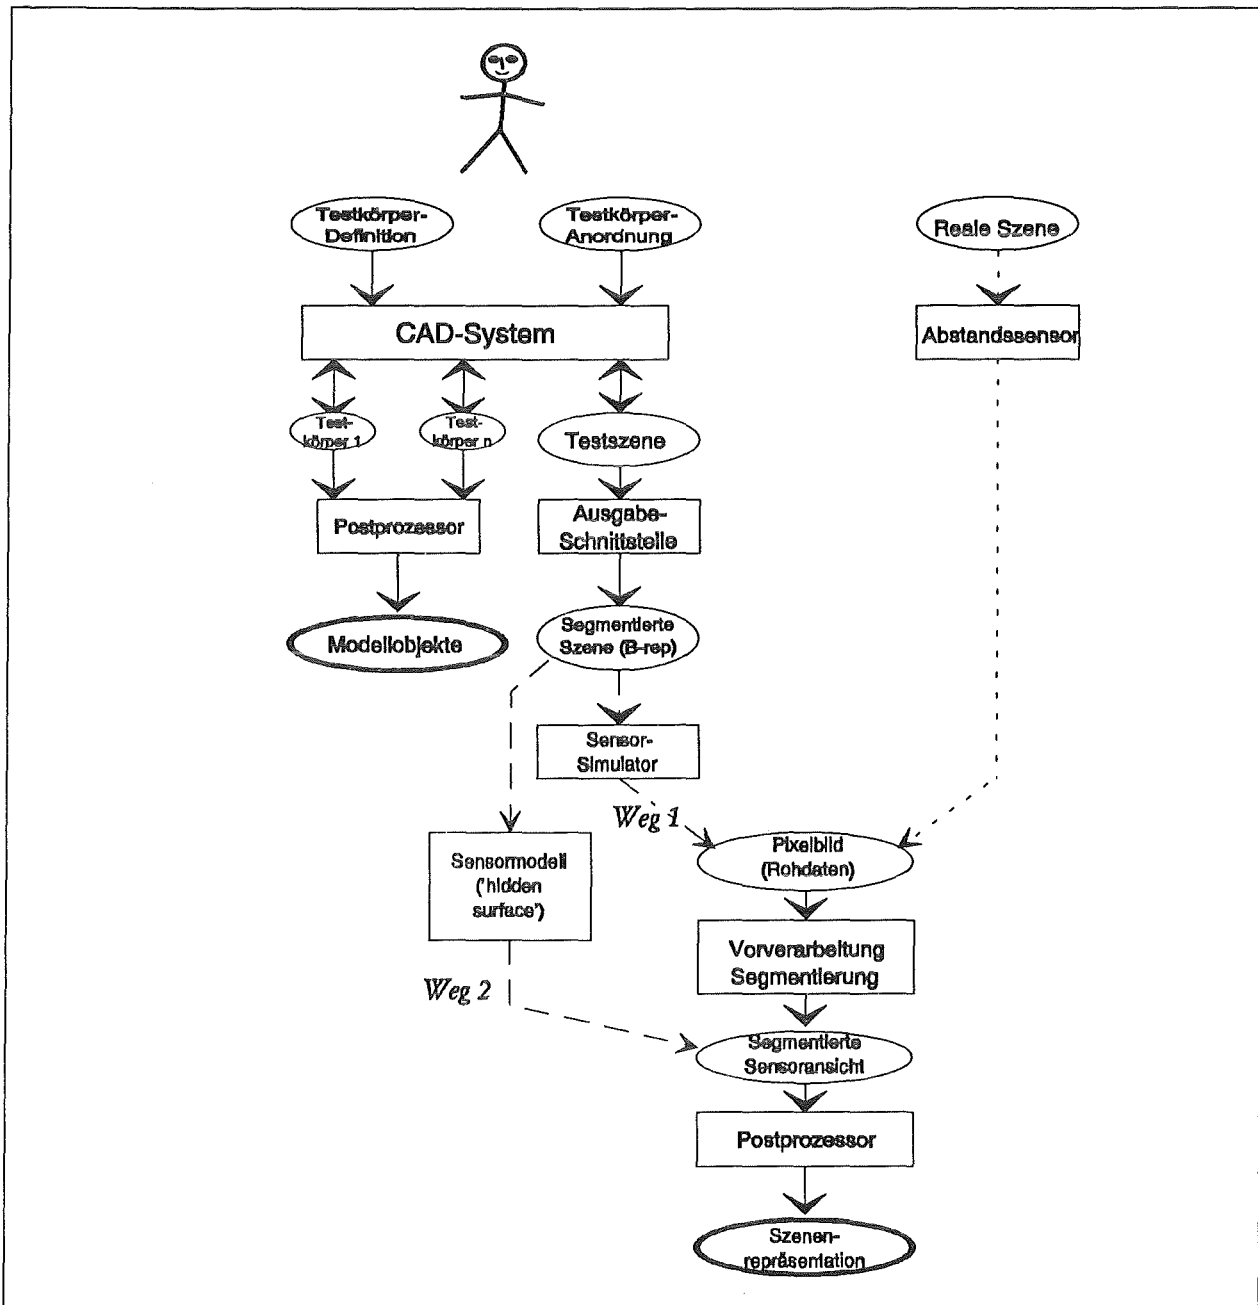 Testkörper-
Definition
Testkörper-
Anordnung
Reale Szene
CAD-System
Abstandssensor
Test-
körper 1
Test-
körper n
Testszene
Postprozessor
Ausgabe-
Schnittstelle
Modellobjekte
Segmentierte
Szene (B-rep)
Sensor-
Simulator
Weg 1
Sensormodell
('hidden
surface')
Pixelbild
(Rohdaten)
Vorverarbeitung
Segmentierung
Weg 2
Segmentierte
Sensoransicht
Postprozessor
Szenen-
repräsentation